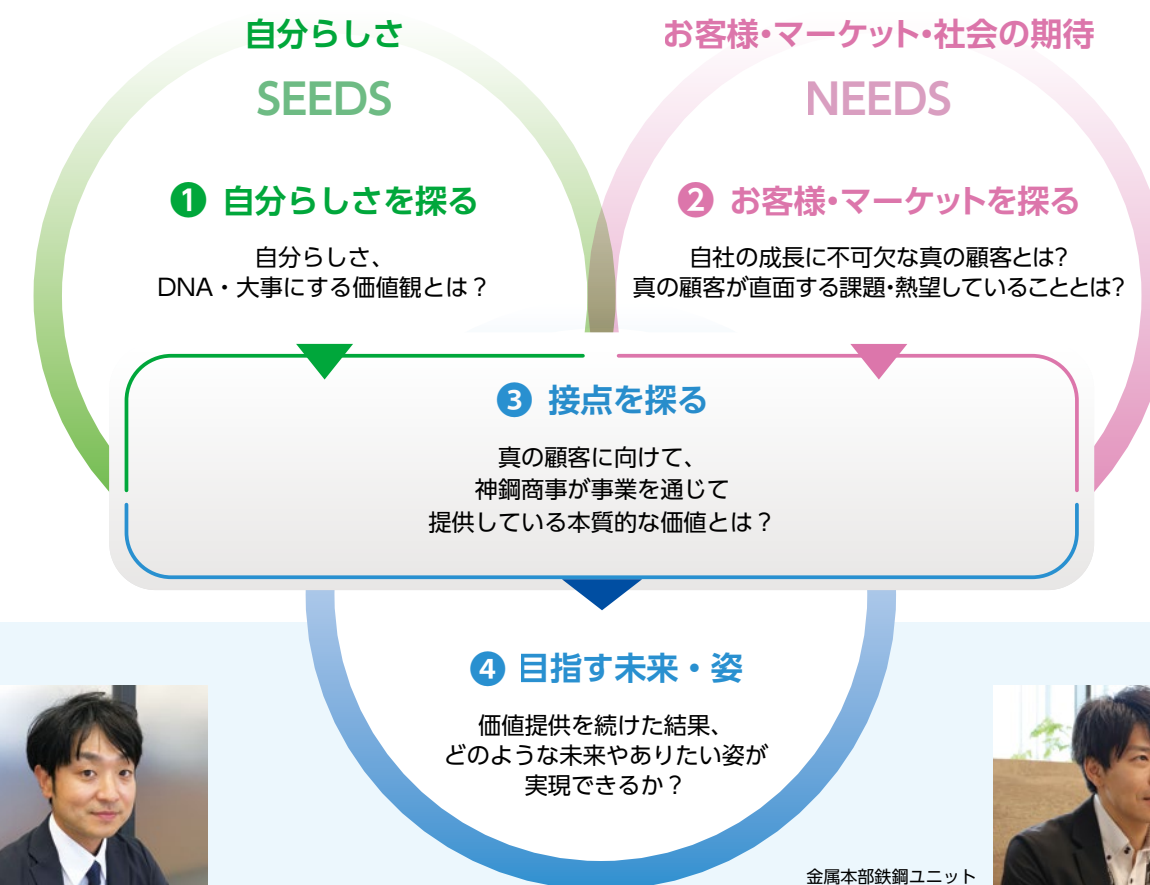 自分らしさ
SEEDS
❶ 自分らしさを探る
自分らしさ、
DNA・大事にする価値観とは？
お客様・マーケット・社会の期待
NEEDS
❷ お客様・マーケットを探る
自社の成長に不可欠な真の顧客とは?
真の顧客が直面する課題・熱望していることとは?
❸ 接点を探る
真の顧客に向けて、
神鋼商事が事業を通じて
提供している本質的な価値とは？
❹ 目指す未来・姿
価値提供を続けた結果、
どのような未来やありたい姿が
実現できるか？
金属本部鉄鋼ユニット